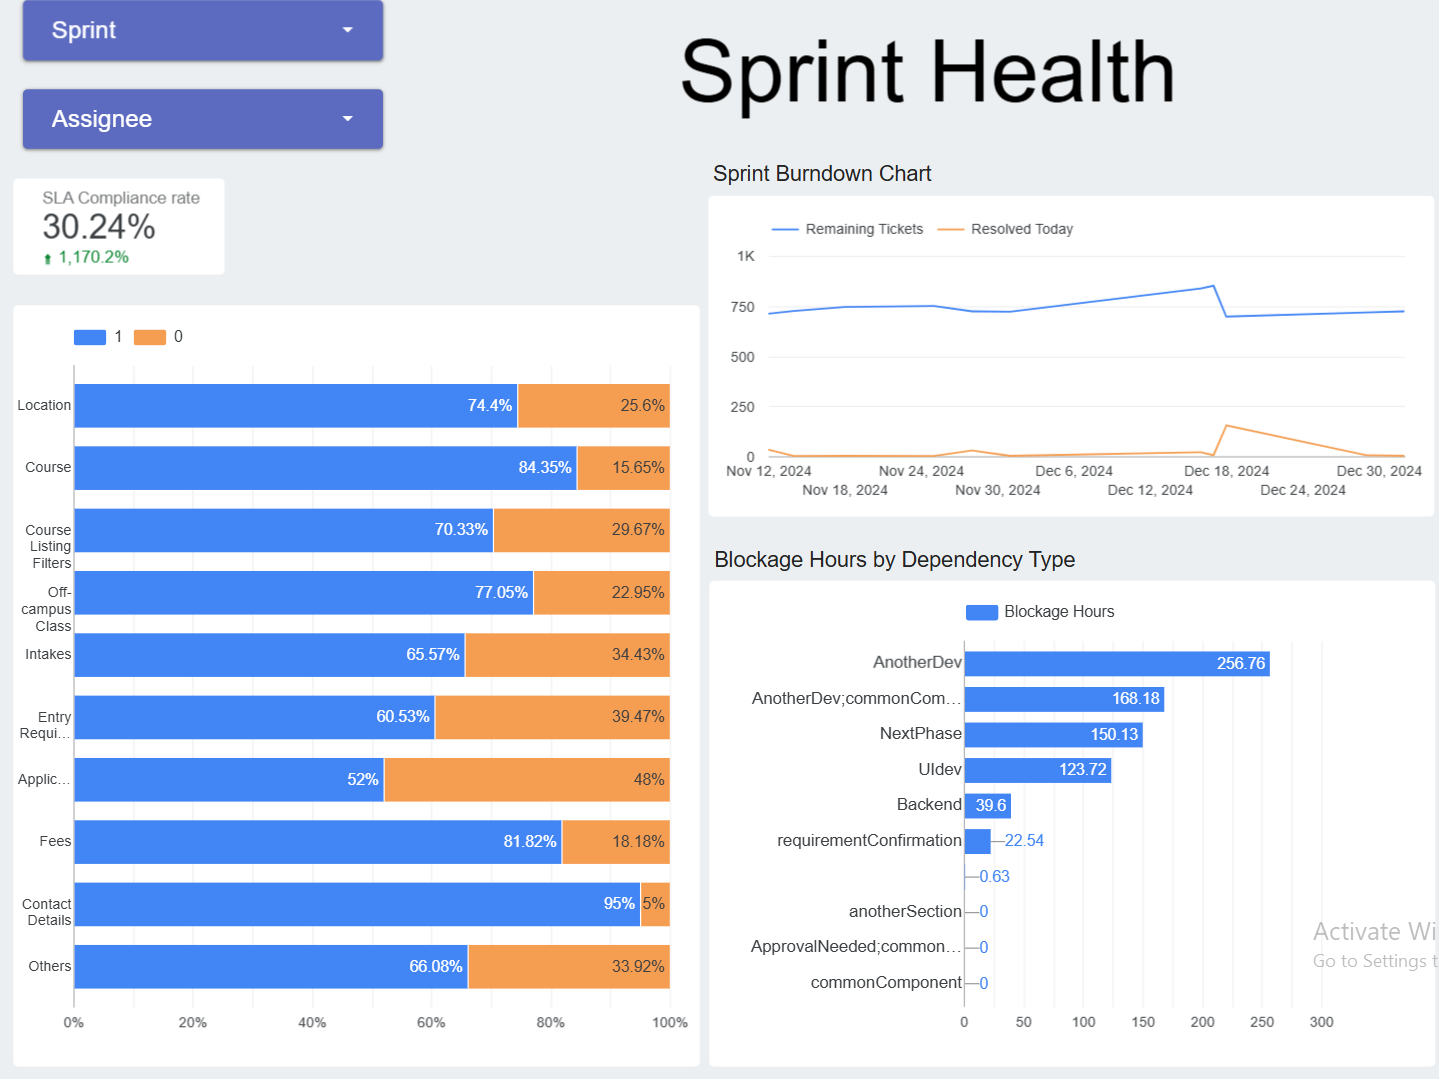 Sprint
Assignee
Sprint Health
SLA Compliance rate
30.24%
1,170.2%
1 0
Location 74.4% 25.6%
Course 84.35% 15.65%
Course
Listing
Filters
70.33% 29.67%
Off-
campus
Class
77.05% 22.95%
Intakes 65.57% 34.43%
Entry
Requi...
60.53% 39.47%
Applic... 52% 48%
Fees 81.82% 18.18%
Contact
Details
95% 5%
Others 66.08% 33.92%
0% 20% 40% 60% 80% 100%
Sprint Burndown Chart
Remaining Tickets Resolved Today
1K
750
500
250
0
Nov 12, 2024 Nov 24, 2024 Dec 6, 2024 Dec 18, 2024 Dec 30, 2024
Nov 18, 2024 Nov 30, 2024 Dec 12, 2024 Dec 24, 2024
Blockage Hours by Dependency Type
Blockage Hours
AnotherDev 256.76
AnotherDev;commonCom... 168.18
NextPhase 150.13
UIdev 123.72
Backend 39.6
requirementConfirmation 22.54
0.63
anotherSection 0
ApprovalNeeded;common... 0
commonComponent 0
0 50 100 150 200 250 300
Activate Wi
Go to Settings t